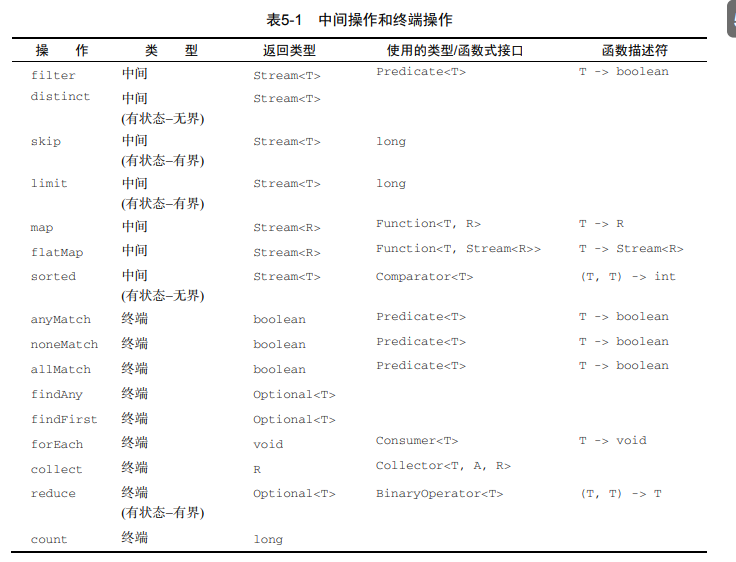 表5-1 中间操作和终端操作
操 作 类 型 返回类型 使用的类型/函数式接口 函数描述符
filter 中间 Stream<T> Predicate<T> T -> boolean
distinct 中间 Stream<T>
(有状态–无界)
skip 中间 Stream<T> long
(有状态–有界)
limit 中间 Stream<T> long
(有状态–有界)
map 中间 Stream<R> Function<T, R> T -> R
flatMap 中间 Stream<R> Function<T, Stream<R>> T -> Stream<R>
sorted 中间 Stream<T> Comparator<T> (T, T) -> int
(有状态–无界)
anyMatch 终端 boolean Predicate<T> T -> boolean
noneMatch 终端 boolean Predicate<T> T -> boolean
allMatch 终端 boolean Predicate<T> T -> boolean
findAny 终端 Optional<T>
findFirst 终端 Optional<T>
forEach 终端 void Consumer<T> T -> void
collect 终端 R Collector<T, A, R>
reduce 终端 Optional<T> BinaryOperator<T> (T, T) -> T
(有状态–有界)
count 终端 long